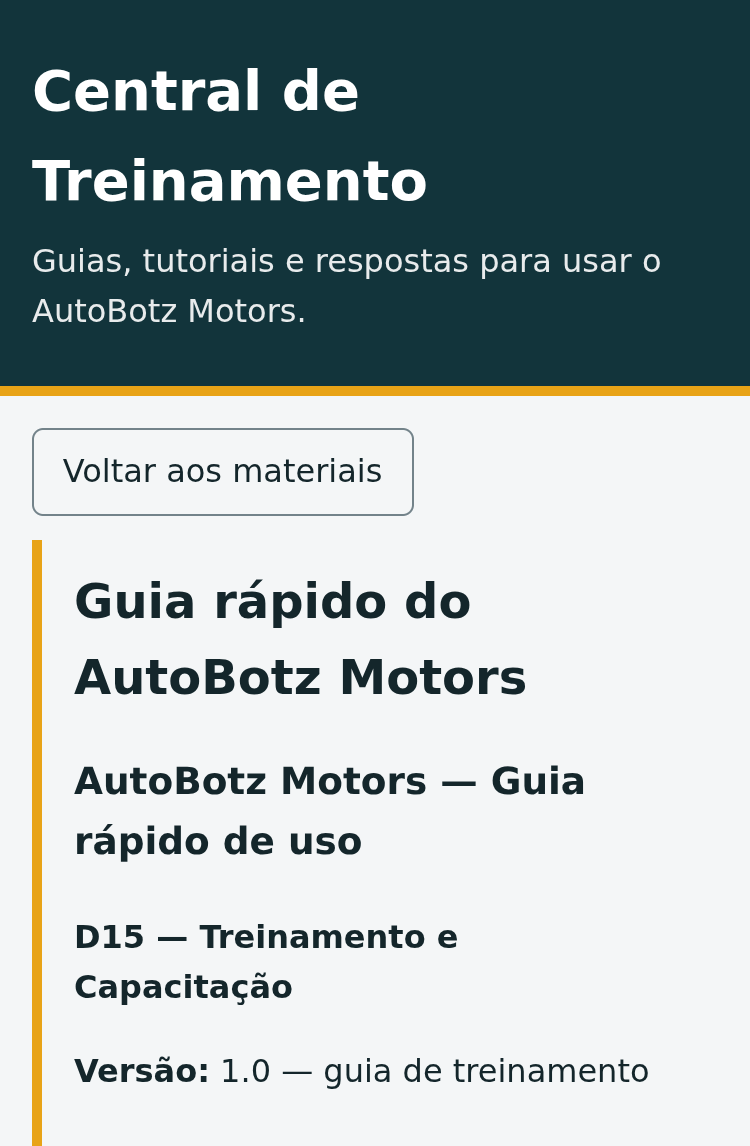 Central de
Treinamento
Guias, tutoriais e respostas para usar o
AutoBotz Motors.
Voltar aos materiais
Guia rápido do
AutoBotz Motors
AutoBotz Motors — Guia
rápido de uso
D15 — Treinamento e
Capacitação
Versão: 1.0 — guia de treinamento